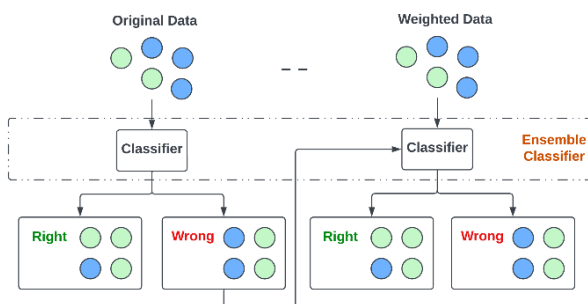 Original Data
Weighted Data
Classifier
Classifier
Ensemble
Classifier
Right
Wrong
Right
Wrong